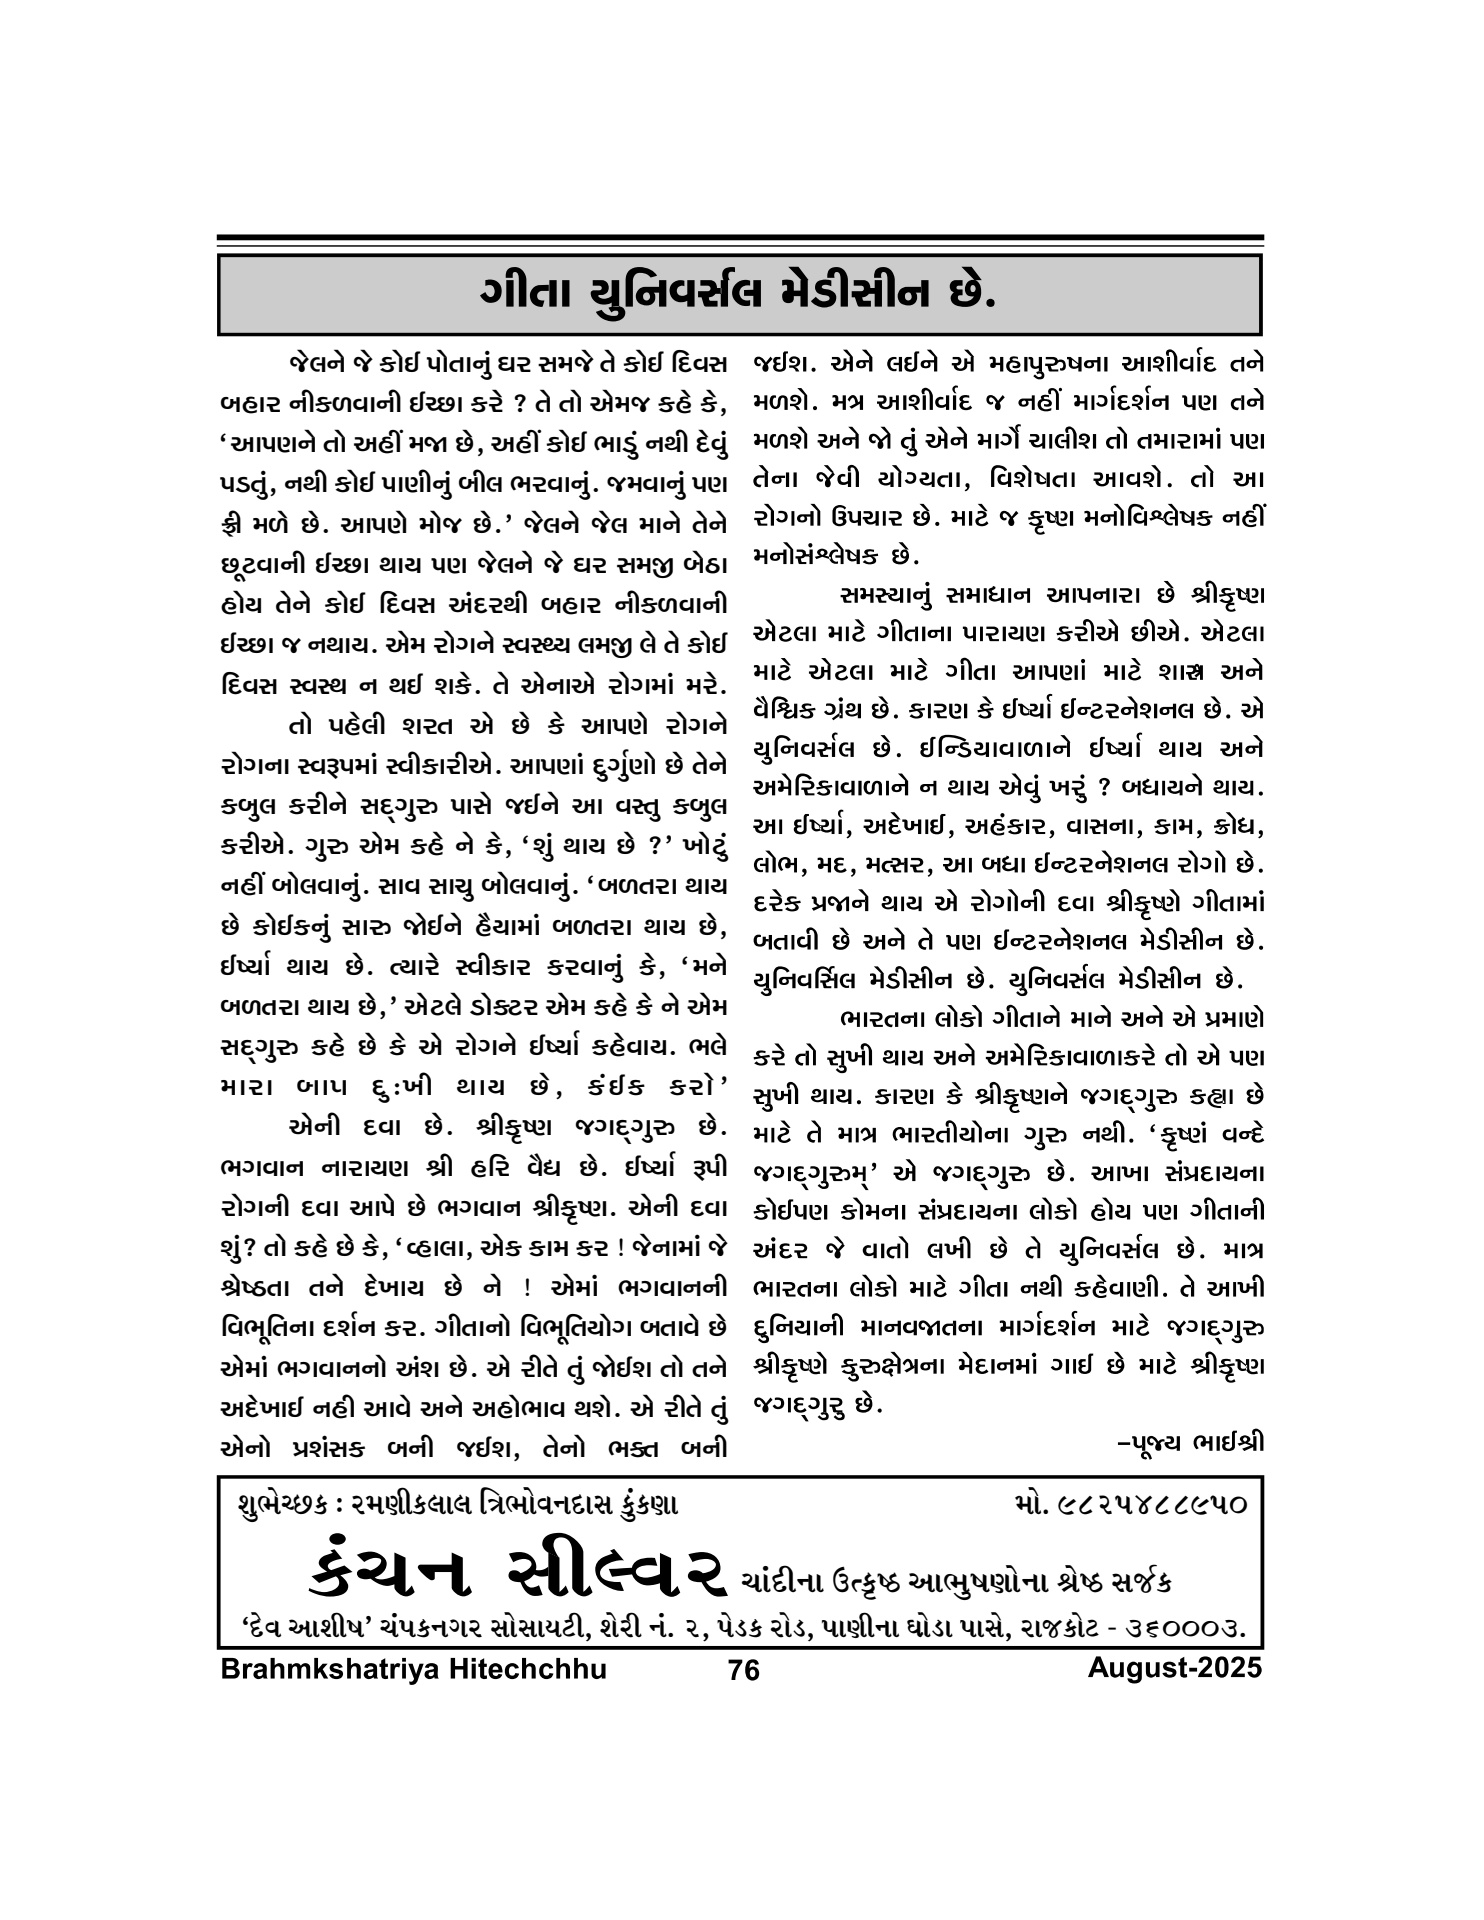 ગીતા યુનિવર્સલ મેડીસીન છે.
જેલને જે કોઈ પોતાનું ઘર સમજે તે કોઈ દિવસ
બહાર નીકળવાની ઈચ્છા કરે ? તે તો એમજ કહે કે,
‘આપણને તો અહીં મજા છે, અહીં કોઈ ભાડું નથી દેવું
પડતું, નથી કોઈ પાણીનું બીલ ભરવાનું. જમવાનું પણ
ફ્રી મળે છે. આપણે મોજ છે.’ જેલને જેલ માને તેને
છૂટવાની ઈચ્છા થાય પણ જેલને જે ઘર સમજી બેઠા
હોય તેને કોઈ દિવસ અંદરથી બહાર નીકળવાની
ઈચ્છા જ નથાય. એમ રોગને સ્વસ્થ્ય લમજી લે તે કોઈ
દિવસ સ્વસ્થ ન થઈ શકે. તે એનાએ રોગમાં મરે.
તો પહેલી શરત એ છે કે આપણે રોગને
રોગના સ્વરૂપમાં સ્વીકારીએ. આપણાં દુર્ગુણો છે તેને
કબુલ કરીને સદ્‌ગુરુ પાસે જઈને આ વસ્તુ કબુલ
કરીએ. ગુરુ એમ કહે ને કે, ‘શું થાય છે ?’ ખોટું
નહીં બોલવાનું. સાવ સાચુ બોલવાનું. ‘બળતરા થાય
છે કોઈકનું સારુ જોઈને હૈયામાં બળતરા થાય છે,
ઈર્ષ્યા થાય છે. ત્યારે સ્વીકાર કરવાનું કે, ‘મને
બળતરા થાય છે,’ એટલે ડોક્ટર એમ કહે કે ને એમ
સદ્‌ગુરુ કહે છે કે એ રોગને ઈર્ષ્યા કહેવાય. ભલે
મારા બાપ દુ:ખી થાય છે, કંઈક કરો’
એની દવા છે. શ્રીકૃષ્ણ જગદ્‌ગુરુ છે.
ભગવાન નારાયણ શ્રી હરિ વૈદ્ય છે. ઈર્ષ્યા રૂપી
રોગની દવા આપે છે ભગવાન શ્રીકૃષ્ણ. એની દવા
શું? તો કહે છે કે, ‘વ્હાલા, એક કામ કર ! જેનામાં જે
શ્રેષ્ઠતા તને દેખાય છે ને ! એમાં ભગવાનની
વિભૂતિના દર્શન કર. ગીતાનો વિભૂતિયોગ બતાવે છે
એમાં ભગવાનનો અંશ છે. એ રીતે તું જોઈશ તો તને
અદેખાઈ નહી આવે અને અહોભાવ થશે. એ રીતે તું
એનો પ્રશંસક બની જઈશ, તેનો ભક્ત બની
જઈશ. એને લઈને એ મહાપુરુષના આશીર્વાદ તને
મળશે. મત્ર આશીર્વાદ જ નહીં માર્ગદર્શન પણ તને
મળશે અને જો તું એને માર્ગે ચાલીશ તો તમારામાં પણ
તેના જેવી યોગ્યતા, વિશેષતા આવશે. તો આ
રોગનો ઉપચાર છે. માટે જ કૃષ્ણ મનોવિશ્લેષક નહીં
મનોસંશ્લેષક છે.
સમસ્યાનું સમાધાન આપનારા છે શ્રીકૃષ્ણ
એટલા માટે ગીતાના પારાયણ કરીએ છીએ. એટલા
માટે એટલા માટે ગીતા આપણાં માટે શાસ્ત્ર અને
વૈશ્વિક ગ્રંથ છે. કારણ કે ઈર્ષ્યા ઈન્ટરનેશનલ છે. એ
યુનિવર્સલ છે. ઈન્ડિયાવાળાને ઈર્ષ્યા થાય અને
અમેરિકાવાળાને ન થાય એવું ખરું ? બધાયને થાય.
આ ઈર્ષ્યા, અદેખાઈ, અહંકાર, વાસના, કામ, ક્રોધ,
લોભ, મદ, મત્સર, આ બધા ઈન્ટરનેશનલ રોગો છે.
દરેક પ્રજાને થાય એ રોગોની દવા શ્રીકૃષ્ણે ગીતામાં
બતાવી છે અને તે પણ ઈન્ટરનેશનલ મેડીસીન છે.
યુનિવર્સિલ મેડીસીન છે. યુનિવર્સલ મેડીસીન છે.
ભારતના લોકો ગીતાને માને અને એ પ્રમાણે
કરે તો સુખી થાય અને અમેરિકાવાળાકરે તો એ પણ
સુખી થાય. કારણ કે શ્રીકૃષ્ણને જગદ્‌ગુરુ કહ્યા છે
માટે તે માત્ર ભારતીયોના ગુરુ નથી. ‘કૃષ્ણં વન્દે
જગદ્‌ગુરુમ્’ એ જગદ્‌ગુરુ છે. આખા સંપ્રદાયના
કોઈપણ કોમના સંપ્રદાયના લોકો હોય પણ ગીતાની
અંદર જે વાતો લખી છે તે યુનિવર્સલ છે. માત્ર
ભારતના લોકો માટે ગીતા નથી કહેવાણી. તે આખી
દુનિયાની માનવજાતના માર્ગદર્શન માટે જગદ્‌ગુરુ
શ્રીકૃષ્ણે કુરુક્ષેત્રના મેદાનમાં ગાઈ છે માટે શ્રીકૃષ્ણ
જગદ્‌ગુરુ છે.
–પૂજ્ય ભાઈશ્રી
શુભેચ્છક : રમણીકલાલ ત્રિભોવનદાસ કુંકણા મો. ૯૮૨૫૪૮૮૯૫૦
કંચન સીલ્વર ચાંદીના ઉત્કૃષ્ઠ આભુષણોના શ્રેષ્ઠ સર્જક
‘દેવ આશીષ’ ચંપકનગર સોસાયટી, શેરી નં. ૨, પેડક રોડ, પાણીના ઘોડા પાસે, રાજકોટ - ૩૬૦૦૦૩.
Brahmkshatriya Hitechchhu 76 August-2025